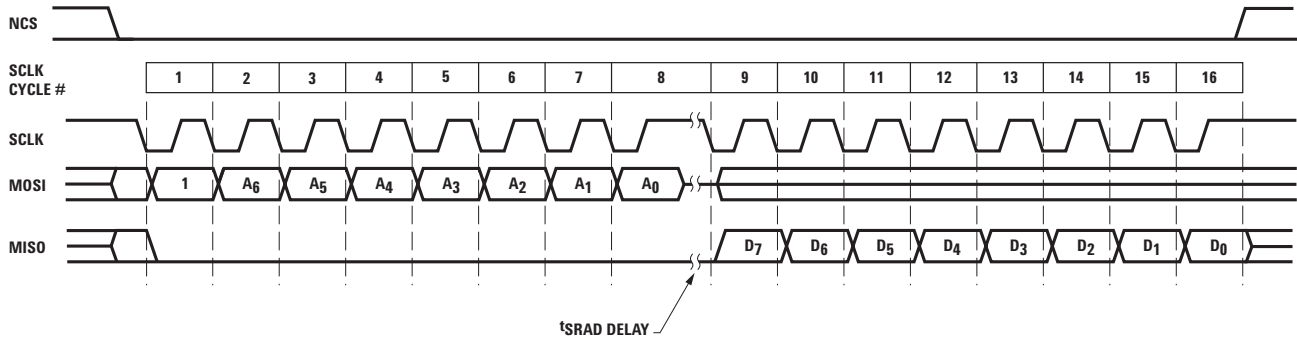 NCS
SCLK
CYCLE #
1 2 3 4 5 6 7 8 9 10 11 12 13 14 15 16
SCLK
MOSI 1 A6 A5 A4 A3 A2 A1 A0
MISO D7 D6 D5 D4 D3 D2 D1 D0
tSRAD DELAY